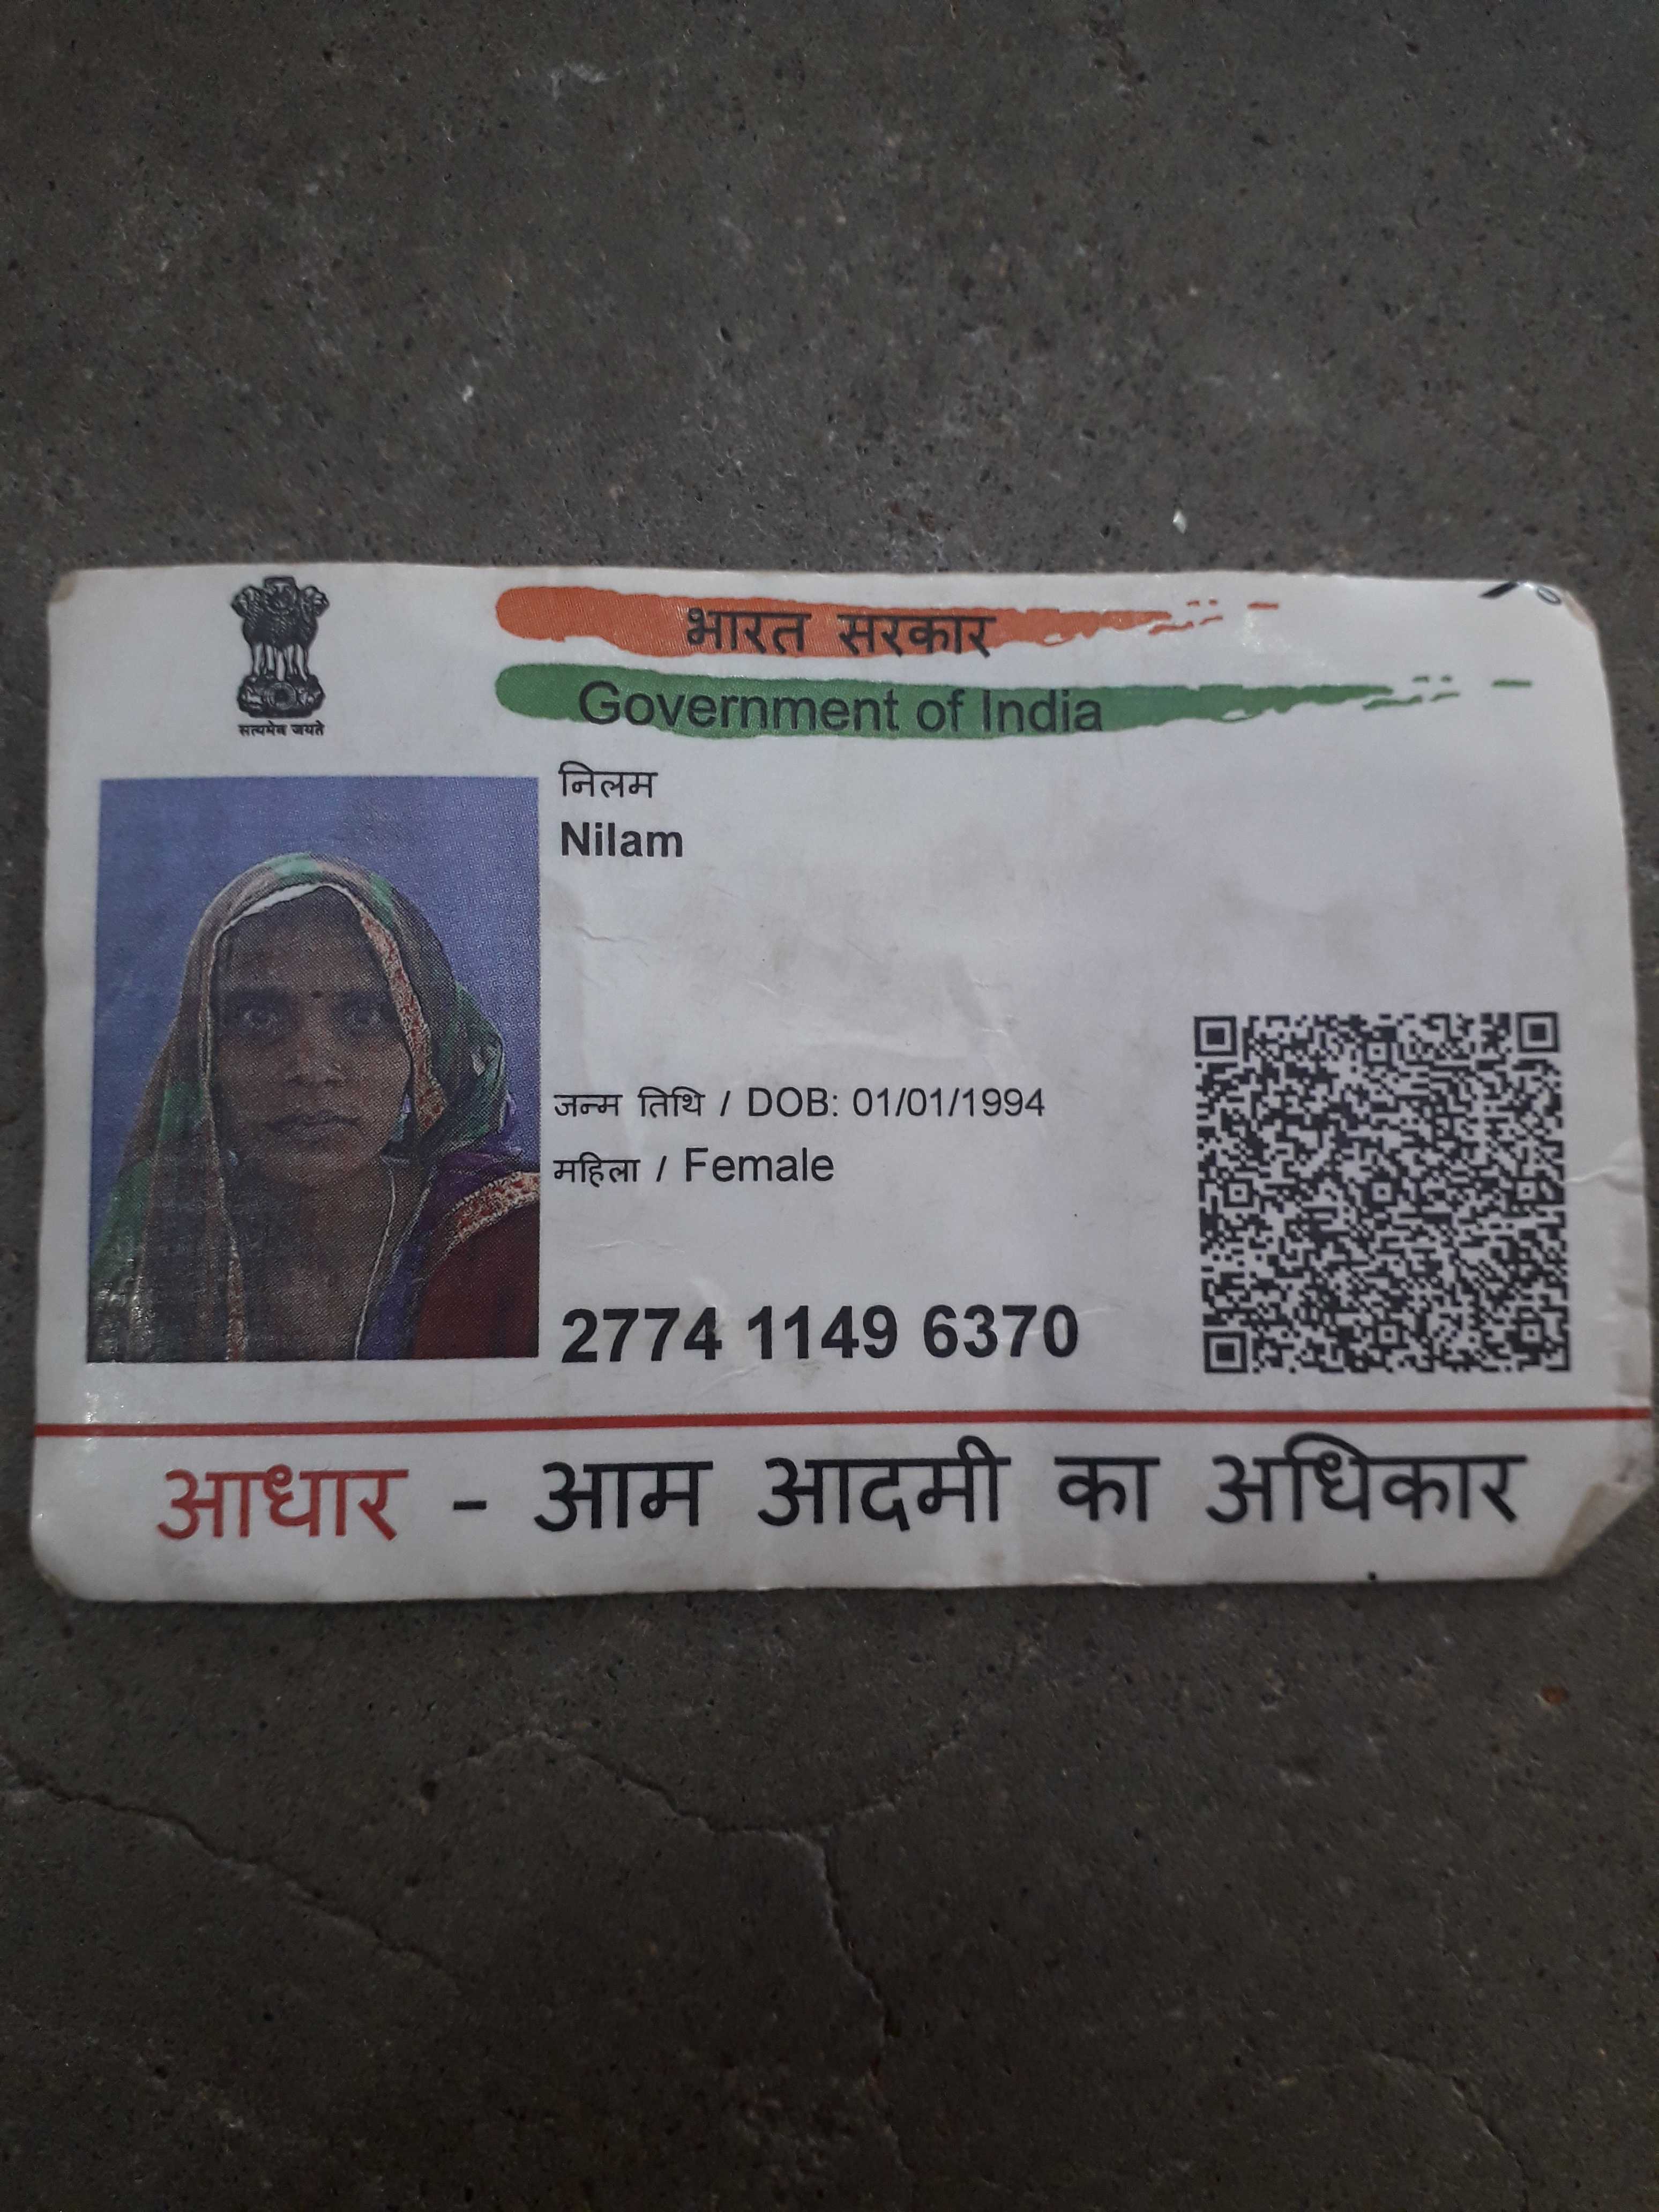 सत्यमेव जयते
भारत सरकार
Government of India
निलम
Nilam
जन्म तिथि / DOB: 01/01/1994
महिला / Female
2774 1149 6370
आधार - आम आदमी का अधिकार